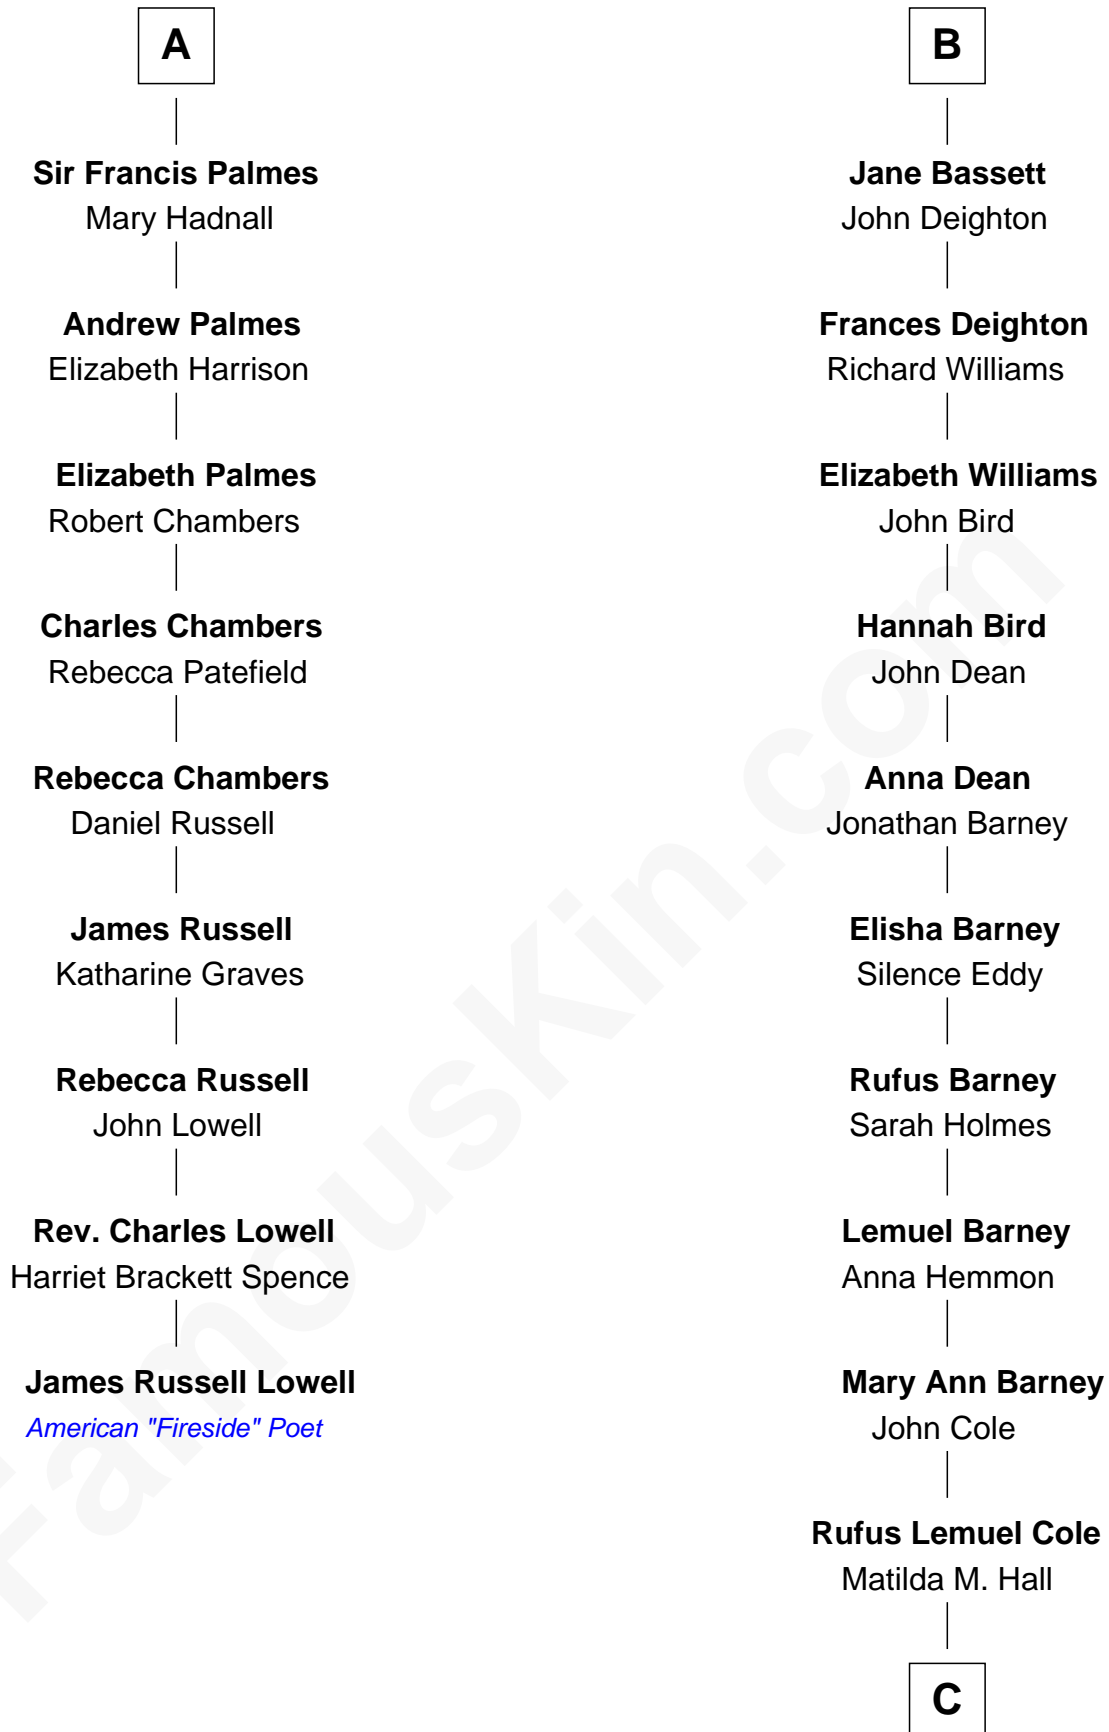 A
Sir Francis Palmes
Mary Hadnall
Andrew Palmes
Elizabeth Harrison
Elizabeth Palmes
Robert Chambers
Charles Chambers
Rebecca Patefield
Rebecca Chambers
Daniel Russell
James Russell
Katharine Graves
Rebecca Russell
John Lowell
Rev. Charles Lowell
Harriet Brackett Spence
James Russell Lowell
American "Fireside" Poet
B
Jane Bassett
John Deighton
Frances Deighton
Richard Williams
Elizabeth Williams
John Bird
Hannah Bird
John Dean
Anna Dean
Jonathan Barney
Elisha Barney
Silence Eddy
Rufus Barney
Sarah Holmes
Lemuel Barney
Anna Hemmon
Mary Ann Barney
John Cole
Rufus Lemuel Cole
Matilda M. Hall
C
FamousKin.com